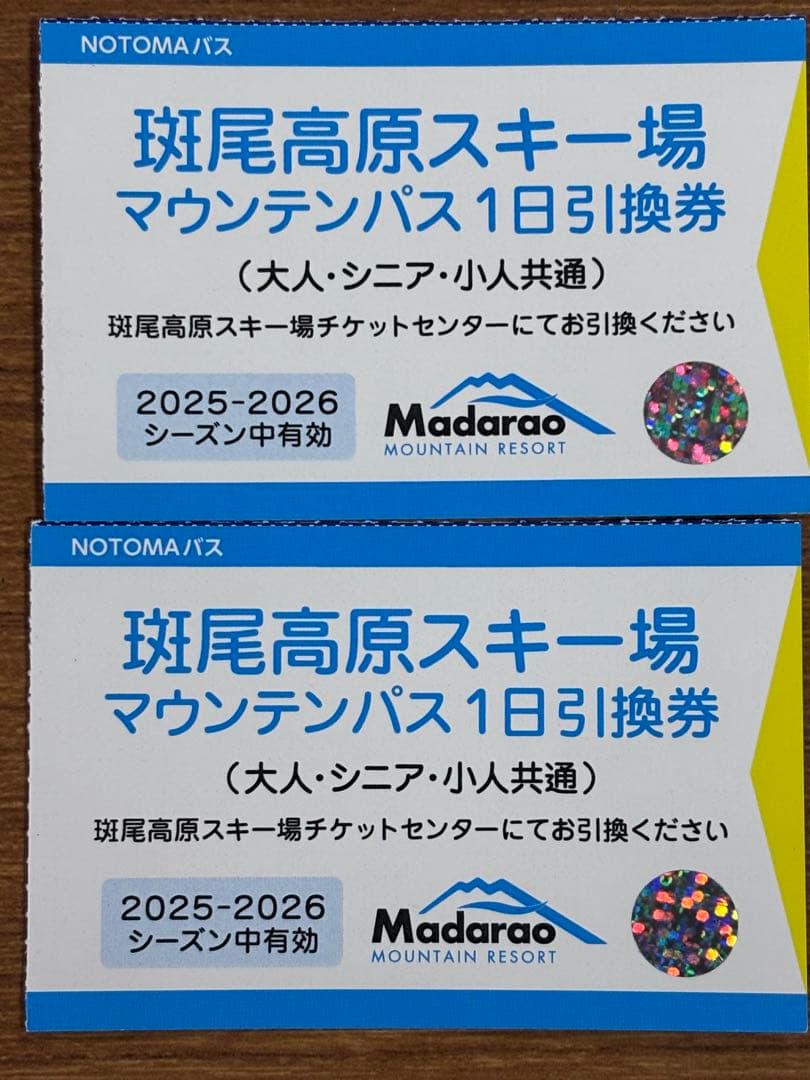 NOTOMAバス
斑尾高原スキー場
マウンテンパス1日引換券
（大人・シニア・小人共通）
斑尾高原スキー場チケットセンターにてお引換ください
2025-2026
シーズン中有効
Madarao
MOUNTAIN RESORT
NOTOMAバス
斑尾高原スキー場
マウンテンパス1日引換券
（大人・シニア・小人共通）
斑尾高原スキー場チケットセンターにてお引換ください
2025-2026
シーズン中有効
Madarao
MOUNTAIN RESORT